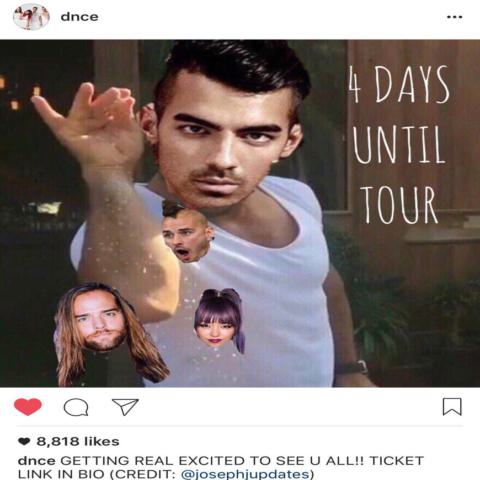 dnce
4 DAYS
UNTIL
TOUR
8,818 likes
dnce GETTING REAL EXCITED TO SEE U ALL!! TICKET
LINK IN BIO (CREDIT: @josephjupdates)